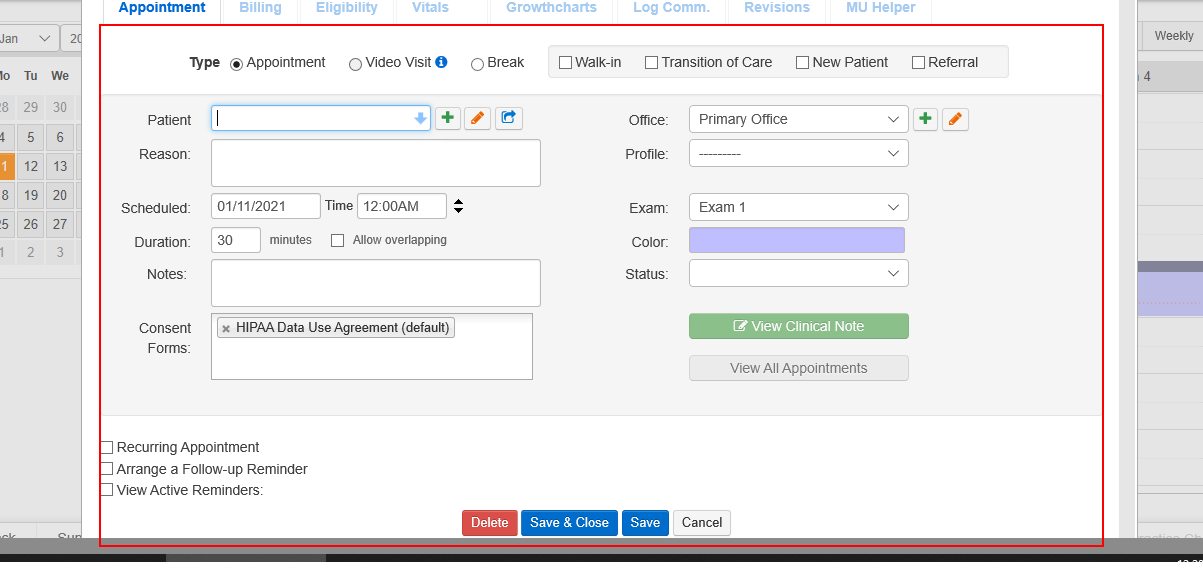 Appointment Billing Eligibility Vitals Growthcharts Log Comm. Revisions MU Helper
Jan 20
Weekly
Type Appointment Video Visit Break Walk-in Transition of Care New Patient Referral
Mo Tu We
4
28 29 30
Patient
Office: Primary Office
4 5 6
Reason:
Profile: ---------
11 12 13
18 19 20
Scheduled: 01/11/2021 Time 12:00AM
Exam: Exam 1
25 26 27
Duration: 30 minutes Allow overlapping
Color:
1 2 3
Notes:
Status:
Consent Forms: HIPAA Data Use Agreement (default)
View Clinical Note
View All Appointments
Recurring Appointment
Arrange a Follow-up Reminder
View Active Reminders:
Delete Save & Close Save Cancel